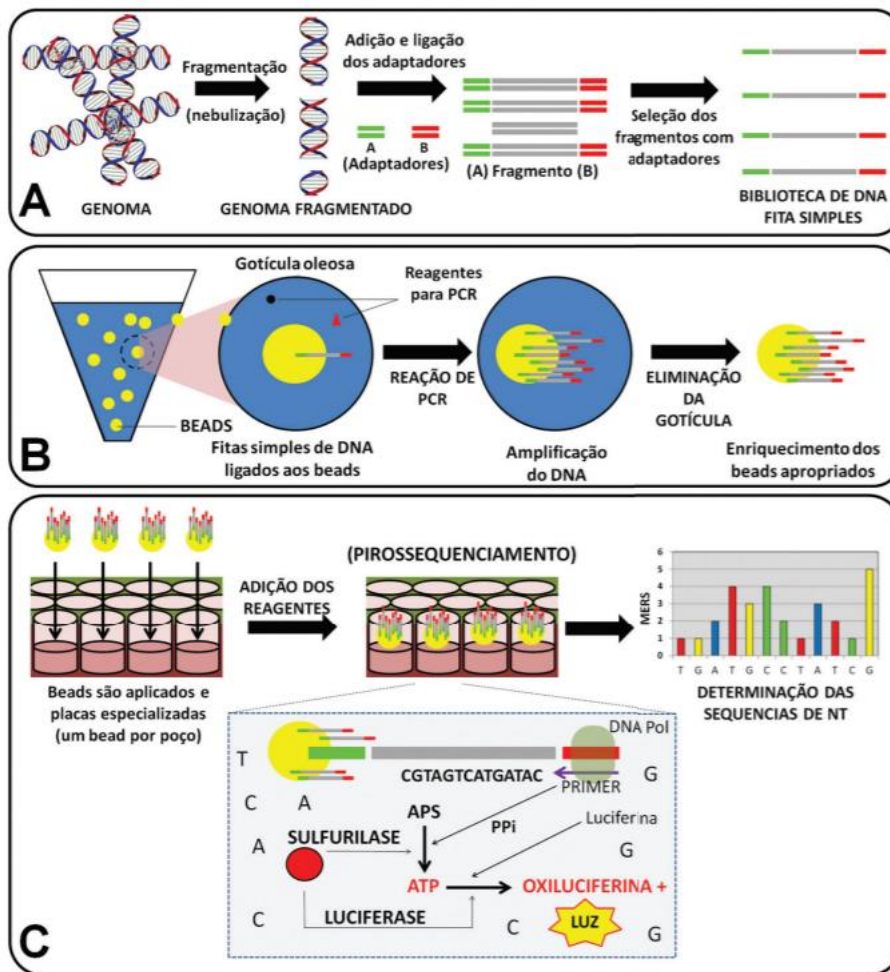 Fragmentação
(nebulização)
Adição e ligação
dos adaptadores
A
B
(Adaptadores)
(A) Fragmento (B)
Seleção dos
fragmentos com
adaptadores
A
GENOMA
GENOMA FRAGMENTADO
BIBLIOTECA DE DNA
FITA SIMPLES
Gotícula oleosa
Reagentes
para PCR
REAÇÃO DE
PCR
ELIMINAÇÃO
DA
GOTÍCULA
BEADS
Fitas simples de DNA
ligados aos beads
Amplificação
do DNA
Enriquecimento dos
beads apropriados
B
(PIROSSEQUENCIAMENTO)
ADIÇÃO DOS
REAGENTES
6
5
4
3
2
1
0
MERS
T G A T G C C T A T C G
DETERMINAÇÃO DAS
SEQUENCIAS DE NT
Beads são aplicados e
placas especializadas
(um bead por poço)
DNA Pol
T
CGTAGTCATGATAC
G
PRIMER
C
A
APS
PPi
Luciferina
A
SULFURILASE
G
ATP
OXILUCIFERINA +
C
LUCIFERASE
C
LUZ
G
C